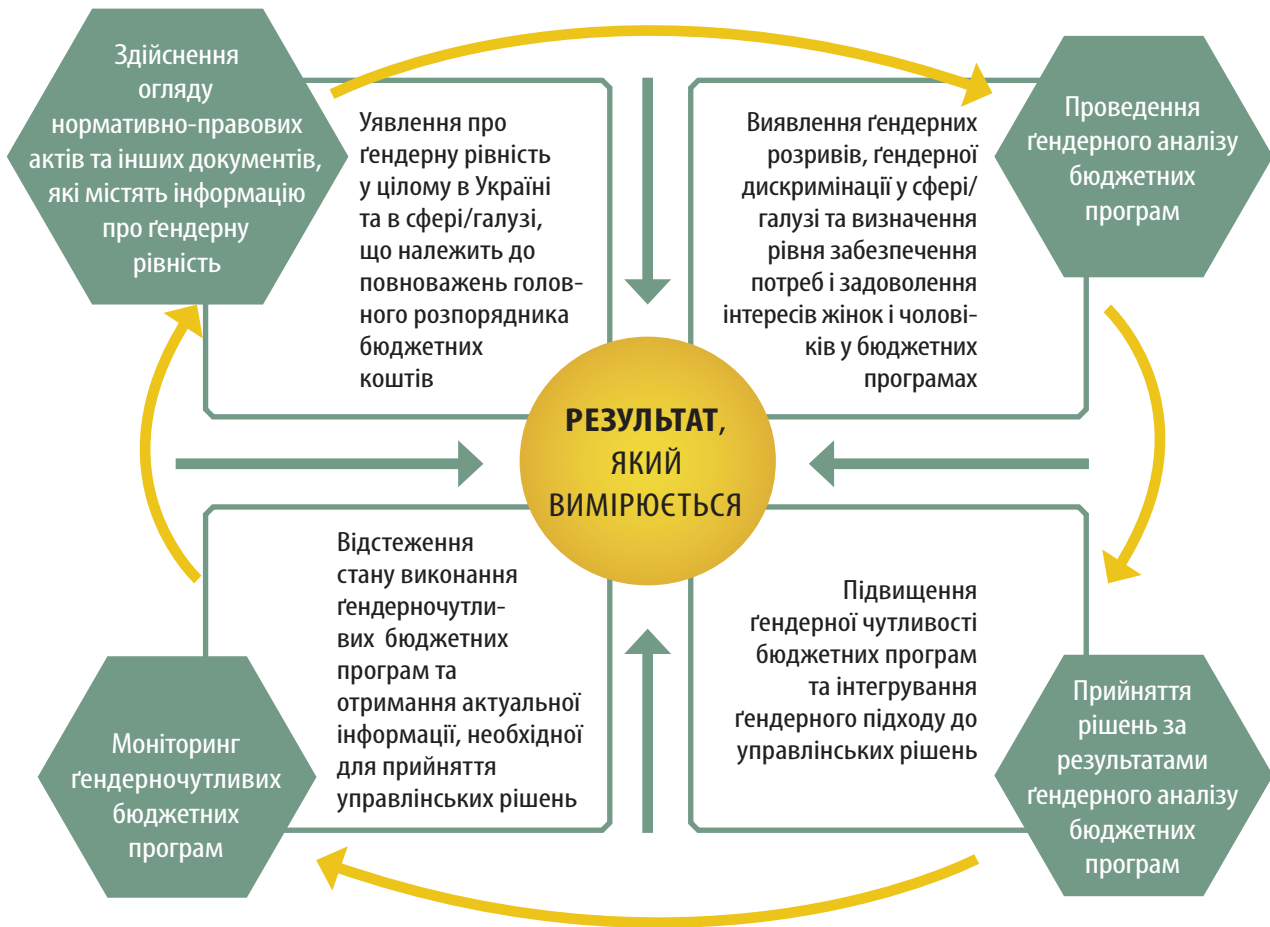 Здійснення
огляду
нормативно-правових
актів та інших документів,
які містять інформацію
про ґендерну
рівність
Уявлення про
ґендерну рівність
у цілому в Україні
та в сфері/галузі,
що належить до
повноважень голов-
ного розпорядника
бюджетних
коштів
Виявлення ґендерних
розривів, ґендерної
дискримінації у сфері/
галузі та визначення
рівня забезпечення
потреб і задоволення
інтересів жінок і чолові-
ків у бюджетних
програмах
Проведення
ґендерного аналізу
бюджетних
програм
РЕЗУЛЬТАТ,
ЯКИЙ
ВИМІРЮЄТЬСЯ
Моніторинг
ґендерночутливих
бюджетних
програм
Відстеження
стану виконання
ґендерночутли-
вих бюджетних
програм та
отримання актуальної
інформації, необхідної
для прийняття
управлінських рішень
Підвищення
ґендерної чутливості
бюджетних програм
та інтегрування
ґендерного підходу до
управлінських рішень
Прийняття
рішень за
результатами
ґендерного аналізу
бюджетних
програм